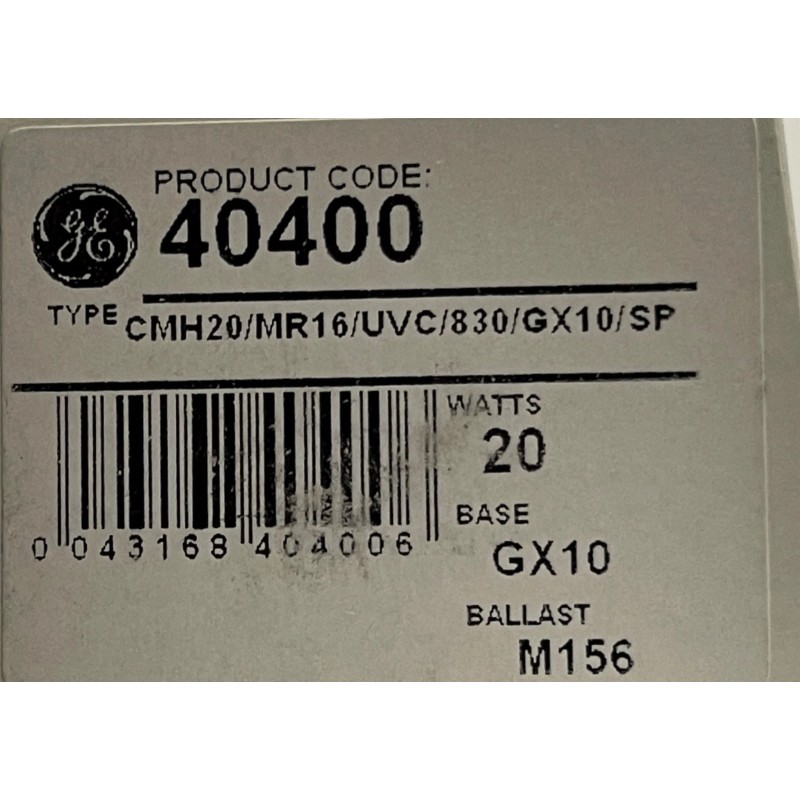 GE
PRODUCT CODE:
40400
TYPE CMH20/MR16/UVC/830/GX10/SP
WATTS
20
BASE
GX10
BALLAST
M156
0 043168 404006